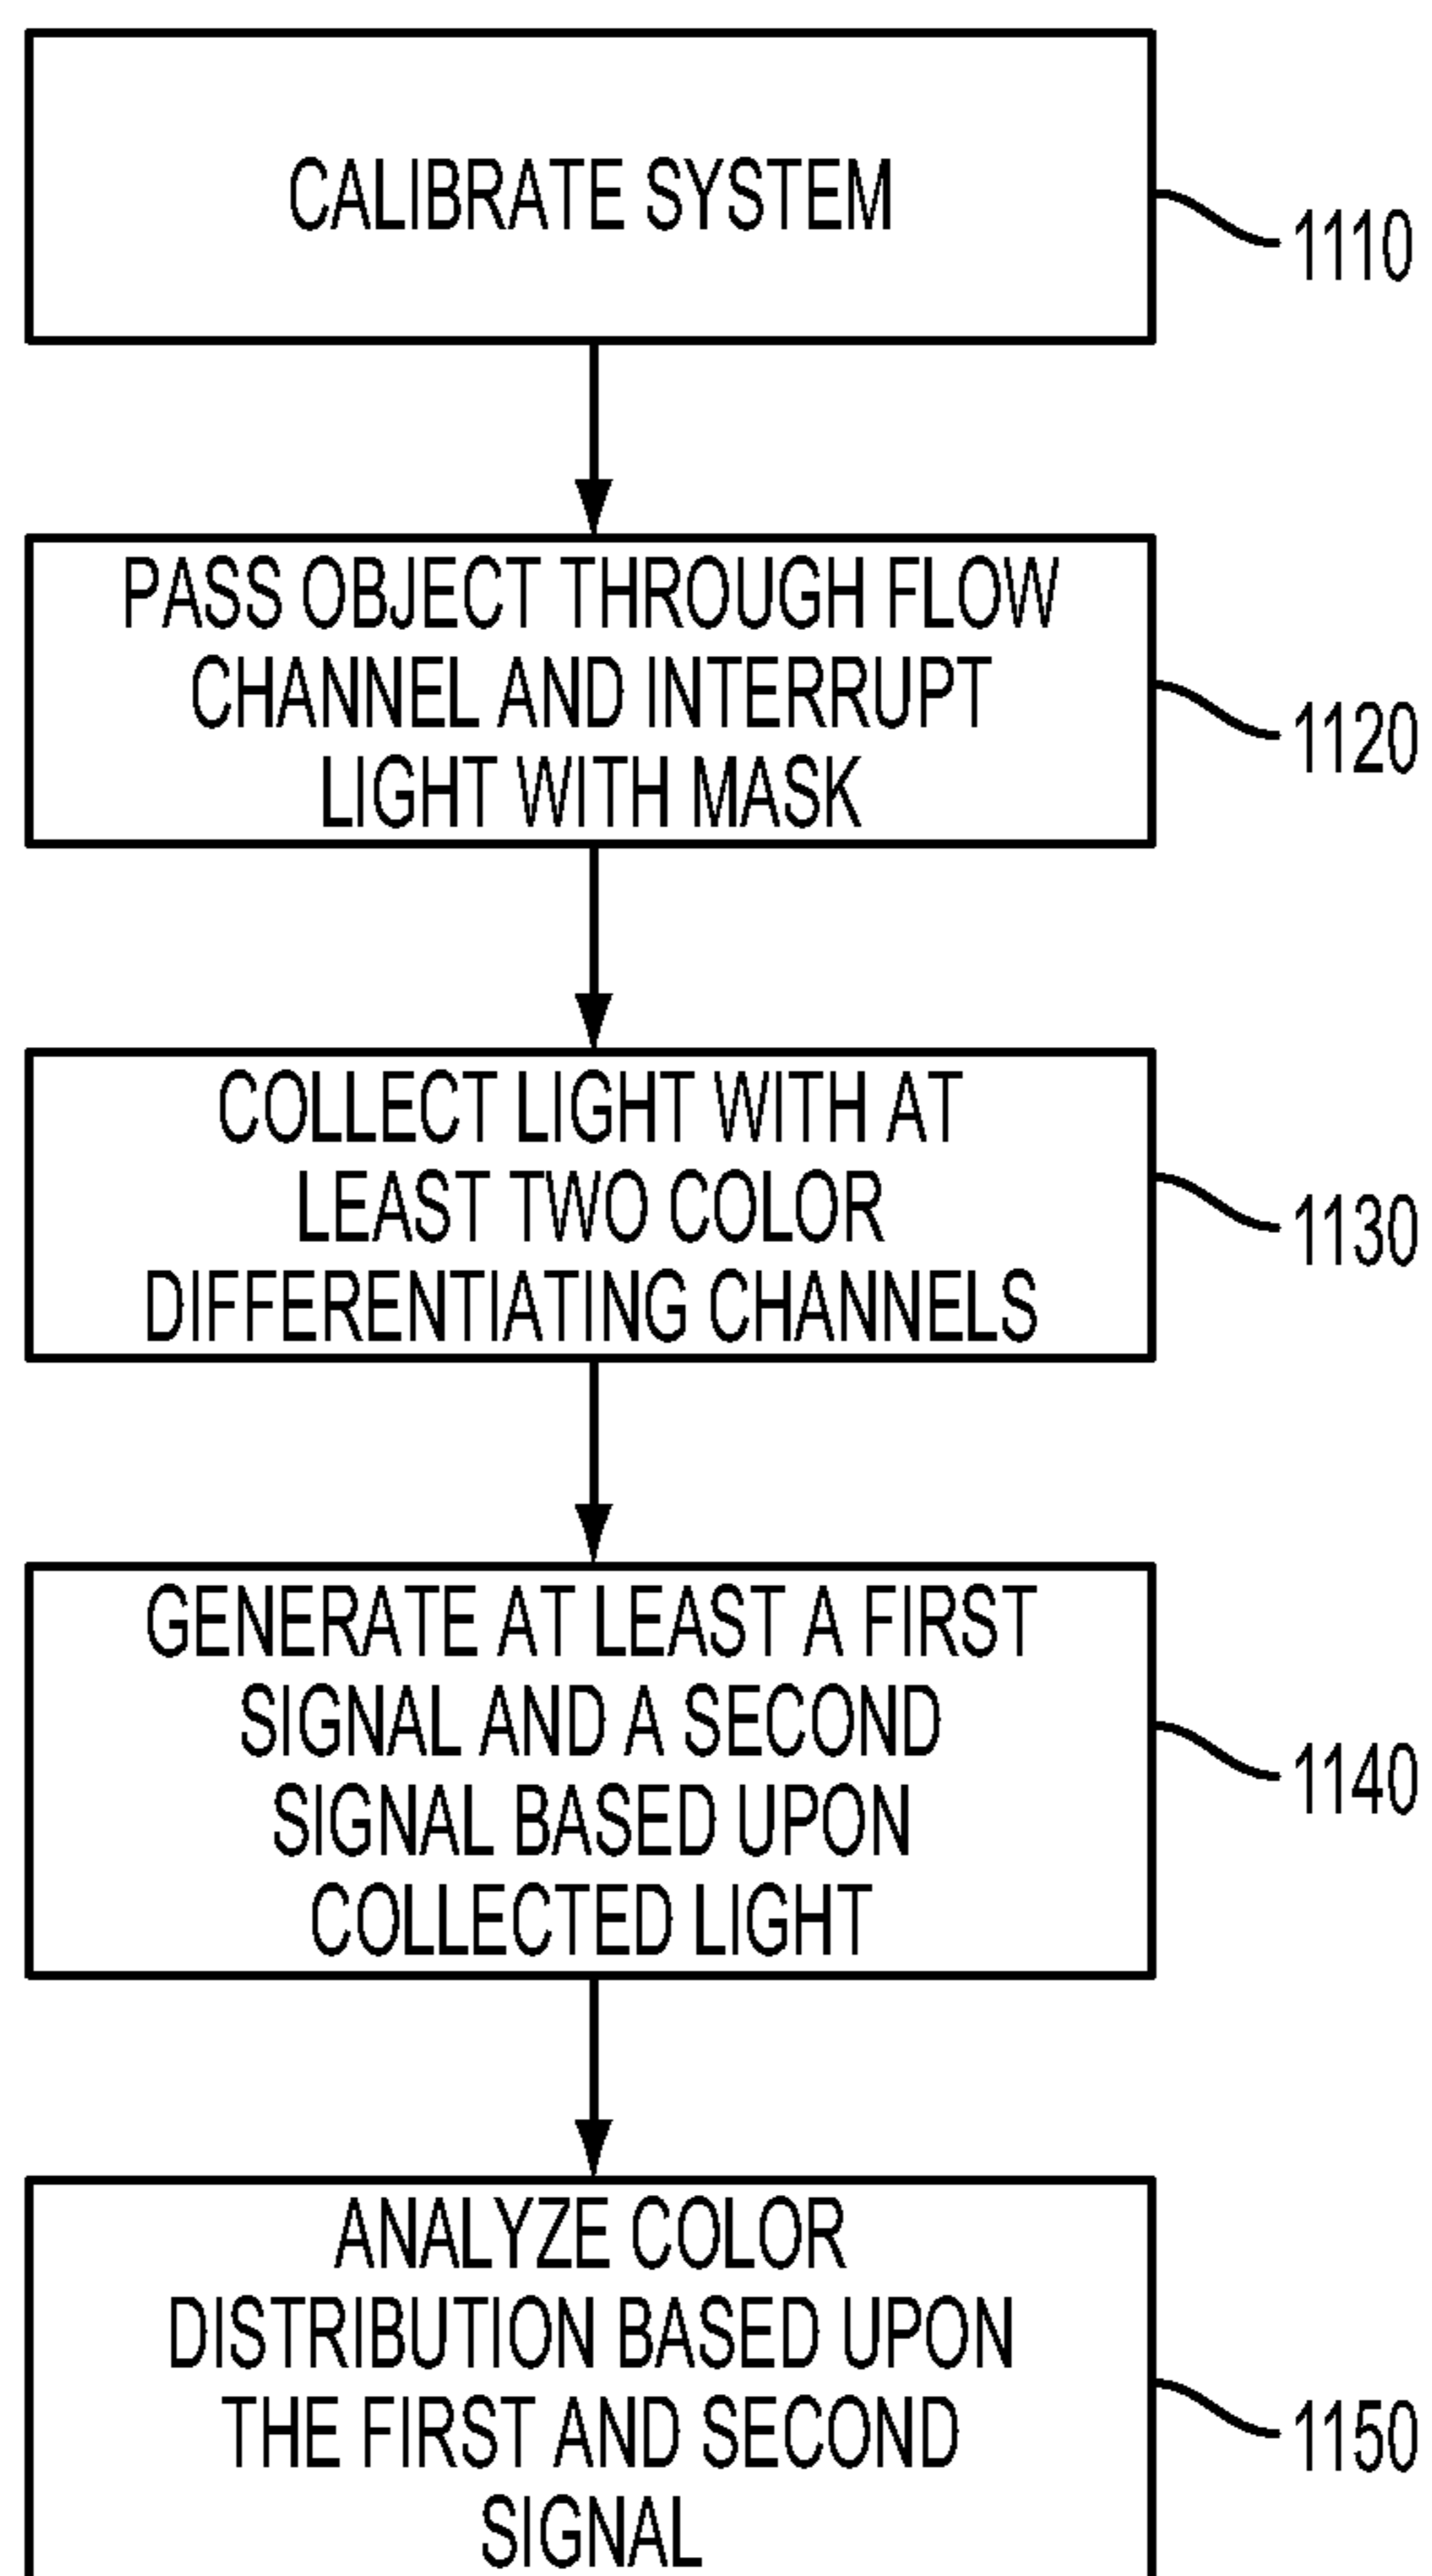 CALIBRATE SYSTEM
1110
PASS OBJECT THROUGH FLOW
CHANNEL AND INTERRUPT
LIGHT WITH MASK
1120
COLLECT LIGHT WITH AT
LEAST TWO COLOR
DIFFERENTIATING CHANNELS
1130
GENERATE AT LEAST A FIRST
SIGNAL AND A SECOND
SIGNAL BASED UPON
COLLECTED LIGHT
1140
ANALYZE COLOR
DISTRIBUTION BASED UPON
THE FIRST AND SECOND
SIGNAL
1150